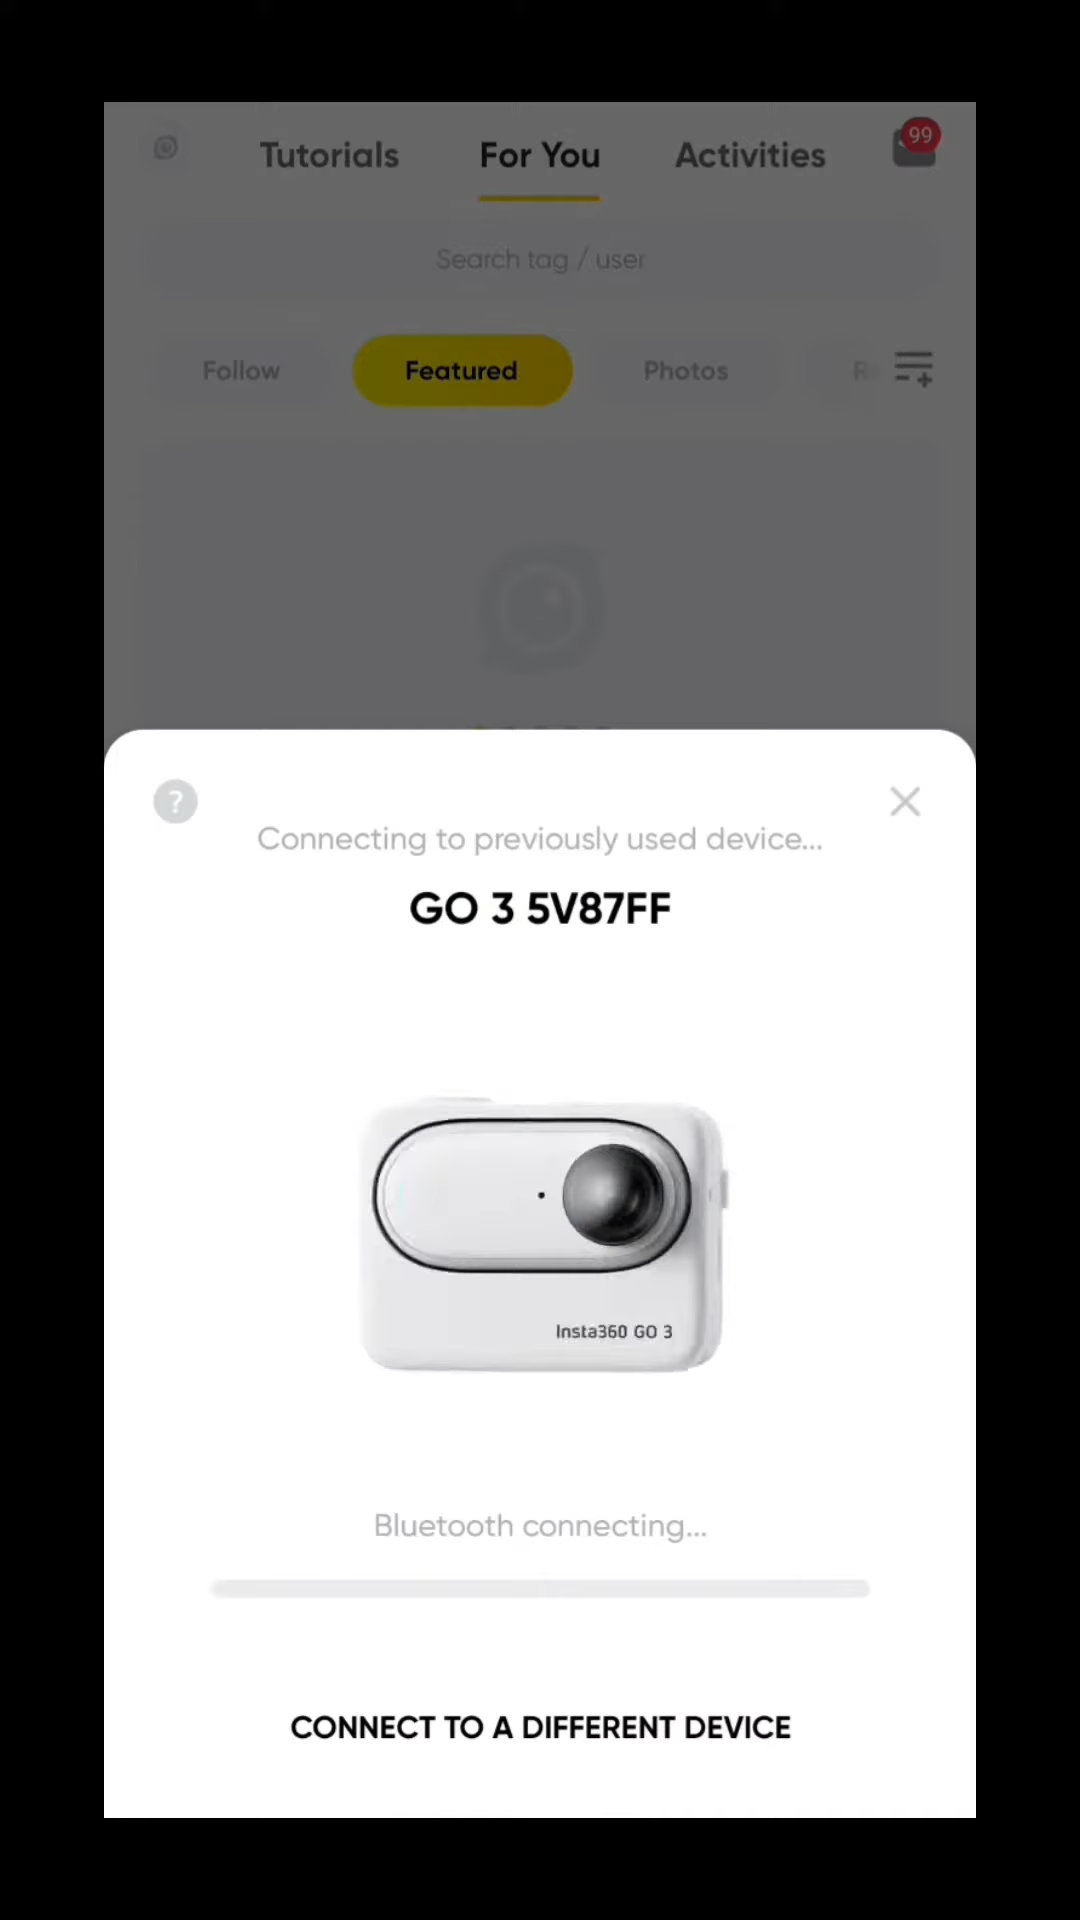 Tutorials For You Activities 99
Search tag / user
Follow Featured Photos
?
Connecting to previously used device...
GO 3 5V87FF
Insta360 GO 3
Bluetooth connecting...
CONNECT TO A DIFFERENT DEVICE